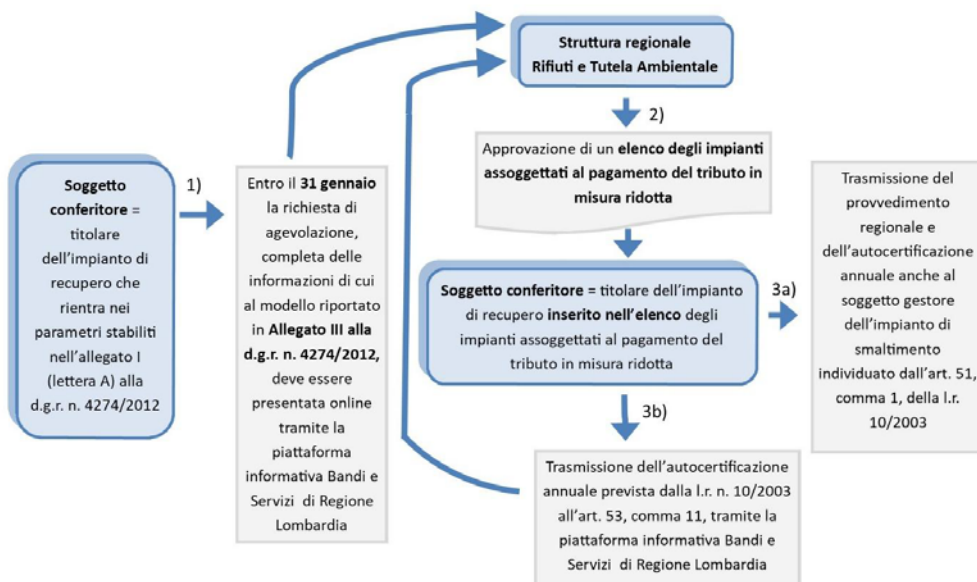 Struttura regionale
Rifiuti e Tutela Ambientale
1)
Soggetto
conferitore =
titolare
dell'impianto di
recupero che
rientra nei
parametri stabiliti
nell'allegato I
(lettera A) alla
d.g.r. n. 4274/2012
Entro il 31 gennaio
la richiesta di
agevolazione,
completa delle
informazioni di cui
al modello riportato
in Allegato III alla
d.g.r. n. 4274/2012,
deve essere
presentata online
tramite la
piattaforma
informativa Bandi e
Servizi di Regione
Lombardia
2)
Approvazione di un elenco degli impianti
assoggettati al pagamento del tributo in
misura ridotta
Soggetto conferitore = titolare dell'impianto
di recupero inserito nell'elenco degli
impianti assoggettati al pagamento del
tributo in misura ridotta
3a)
Trasmissione del
provvedimento
regionale e
dell'autocertificazione
annuale anche al
soggetto gestore
dell'impianto di
smaltimento
individuato dall'art. 51,
comma 1, della l.r.
10/2003
3b)
Trasmissione dell'autocertificazione
annuale prevista dalla l.r. n. 10/2003
all'art. 53, comma 11, tramite la
piattaforma informativa Bandi e
Servizi di Regione Lombardia